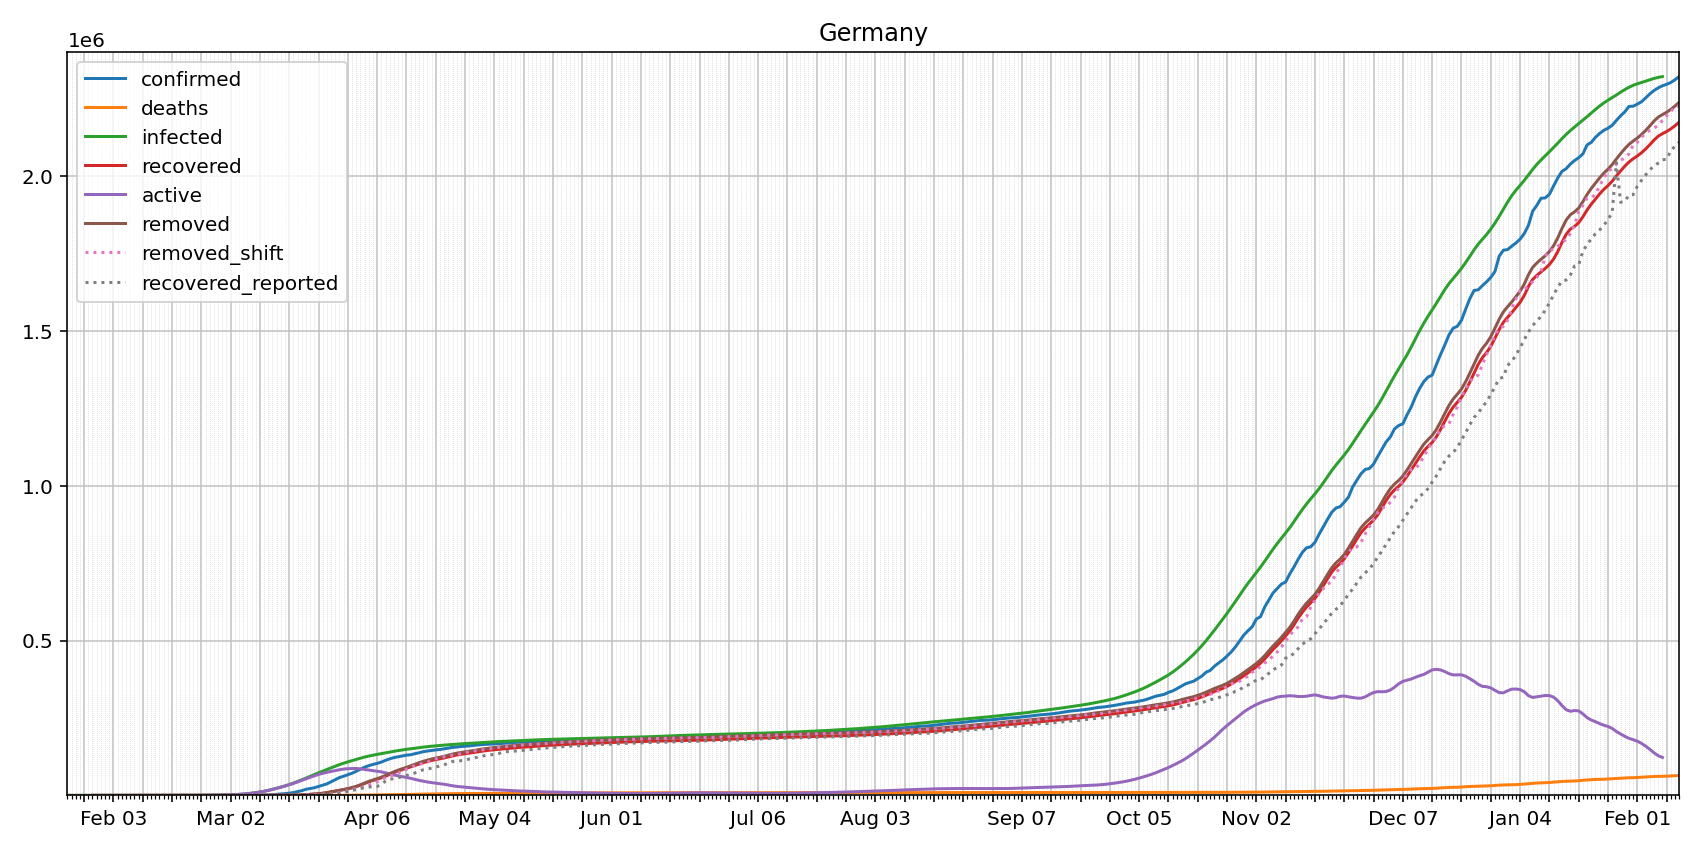 Germany
1e6
confirmed
deaths
infected
recovered
active
removed
removed_shift
recovered_reported
2.0
1.5
1.0
0.5
Feb 03 Mar 02 Apr 06 May 04 Jun 01 Jul 06 Aug 03 Sep 07 Oct 05 Nov 02 Dec 07 Jan 04 Feb 01